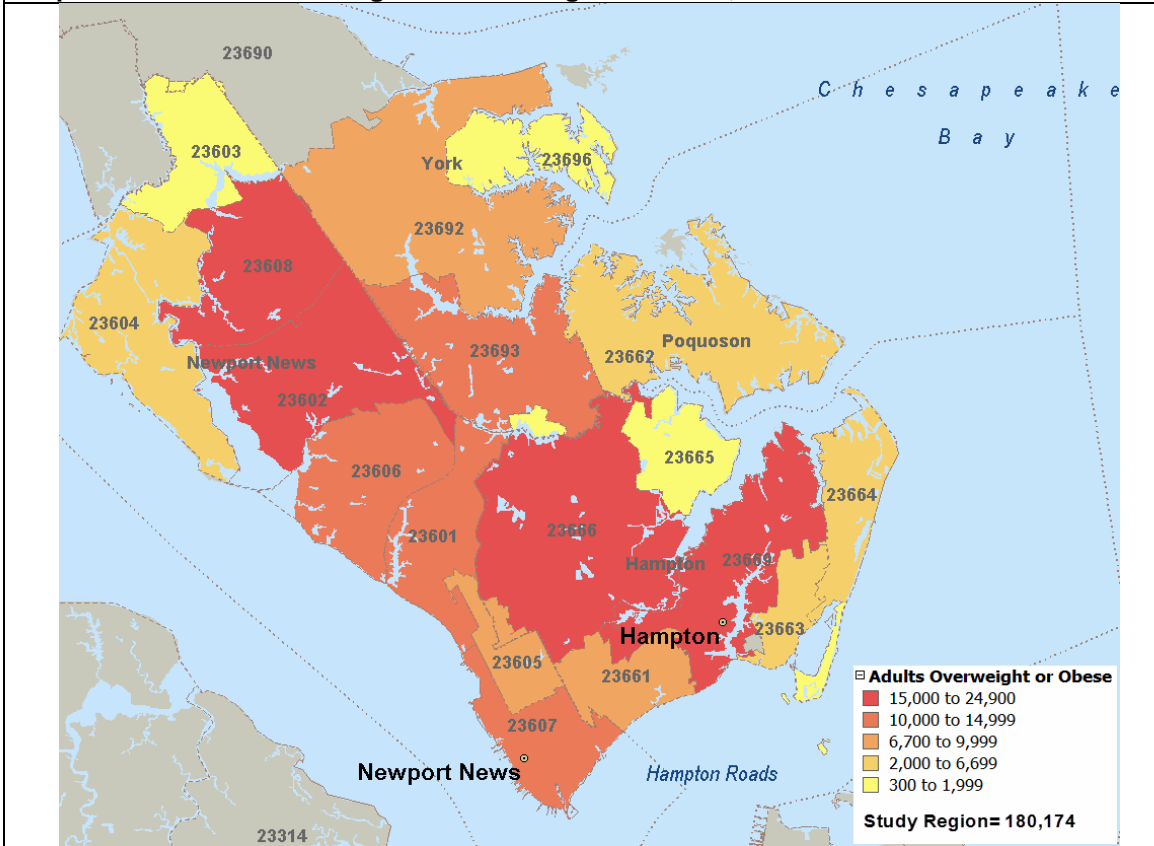 23690
C h e s a p e a k e
B a y
23603
York
23696
23692
23608
23604
Poquoson
23693
23662
Newport News
23602
23665
23606
23664
23666
23601
Hampton
23669
23663
Hampton
23605
23661
23607
Newport News
Hampton Roads
23314
Adults Overweight or Obese
15,000 to 24,900
10,000 to 14,999
6,700 to 9,999
2,000 to 6,699
300 to 1,999
Study Region= 180,174